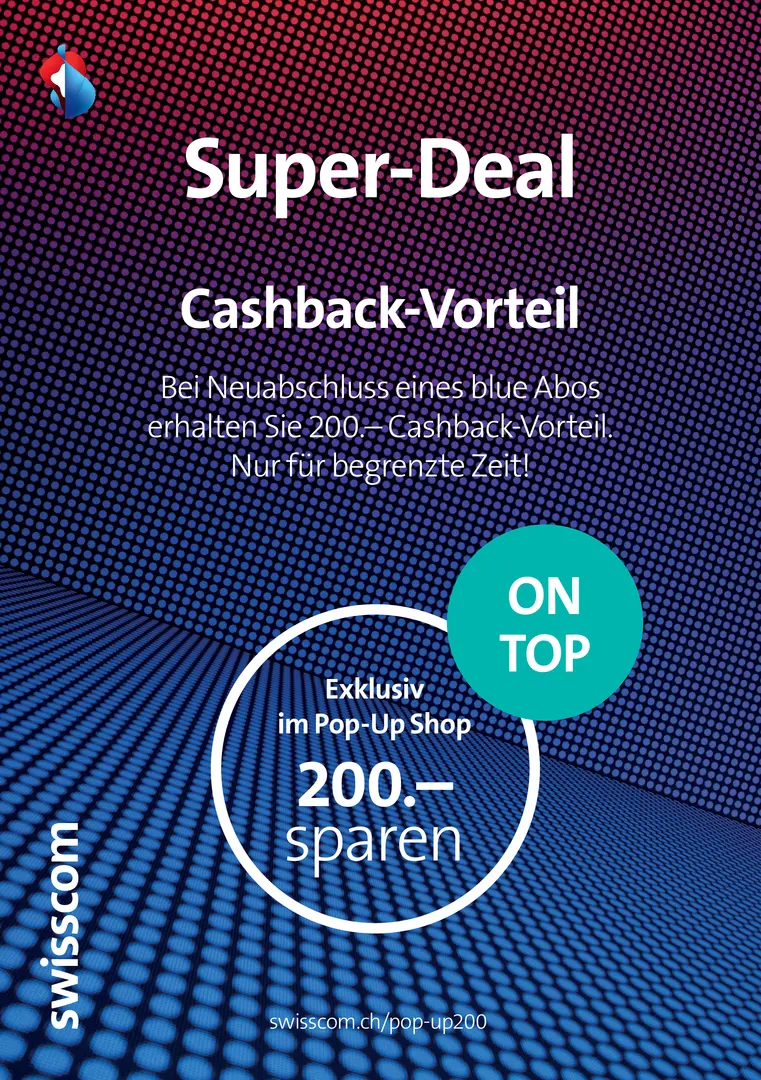 Super-Deal
Cashback-Vorteil
Bei Neuabschluss eines blue Abos
erhalten Sie 200.– Cashback-Vorteil.
Nur für begrenzte Zeit!
ON
TOP
Exklusiv
im Pop-Up Shop
200.–
sparen
swisscom
swisscom.ch/pop-up200